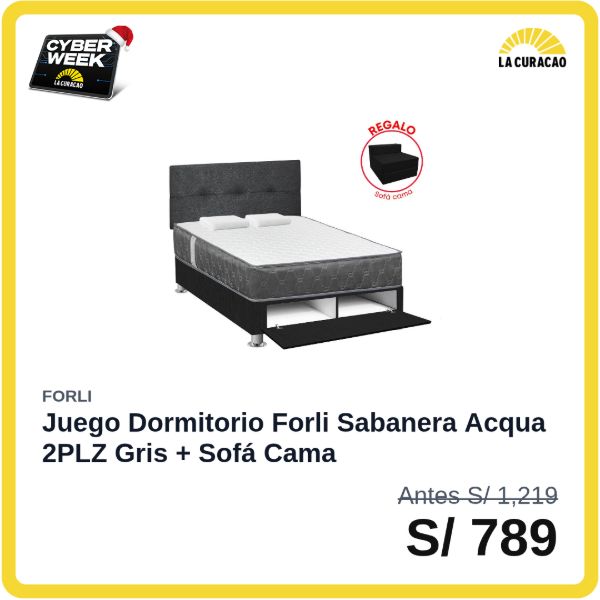 CYBER
WEEK
LA CURACAO
LA CURACAO
REGALO
Sofá cama
FORLI
Juego Dormitorio Forli Sabanera Acqua
2PLZ Gris + Sofá Cama
Antes S/ 1,219
S/ 789